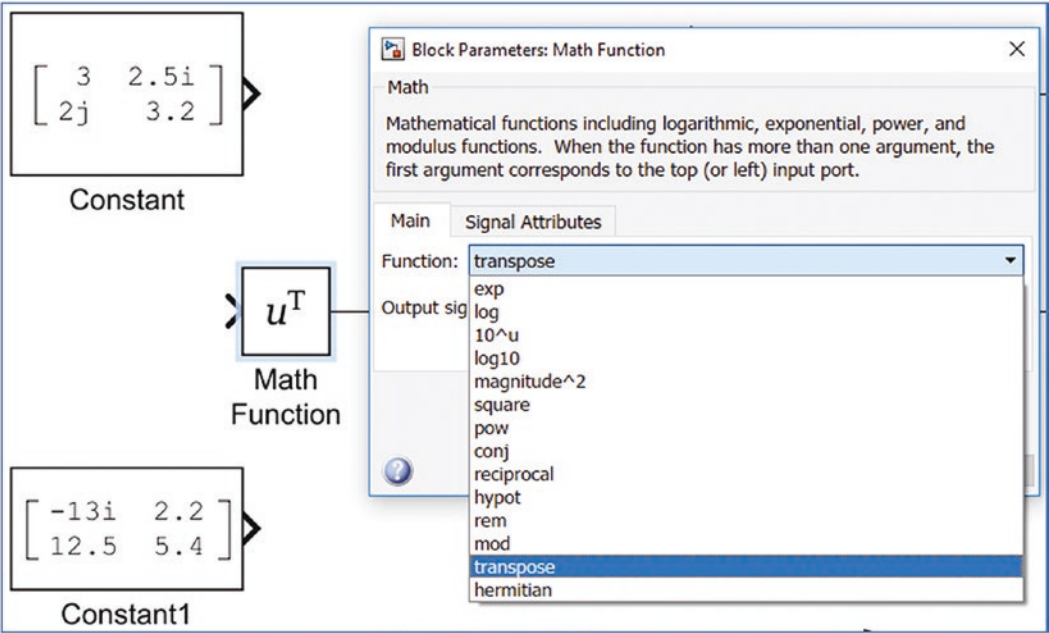 3 2.5i
2j 3.2
Constant
u^T
Math
Function
-13i 2.2
12.5 5.4
Constant1
Block Parameters: Math Function
Math
Mathematical functions including logarithmic, exponential, power, and
modulus functions. When the function has more than one argument, the
first argument corresponds to the top (or left) input port.
Main Signal Attributes
Function: transpose
Output sig
exp
log
10^u
log10
magnitude^2
square
pow
conj
reciprocal
hypot
rem
mod
transpose
hermitian